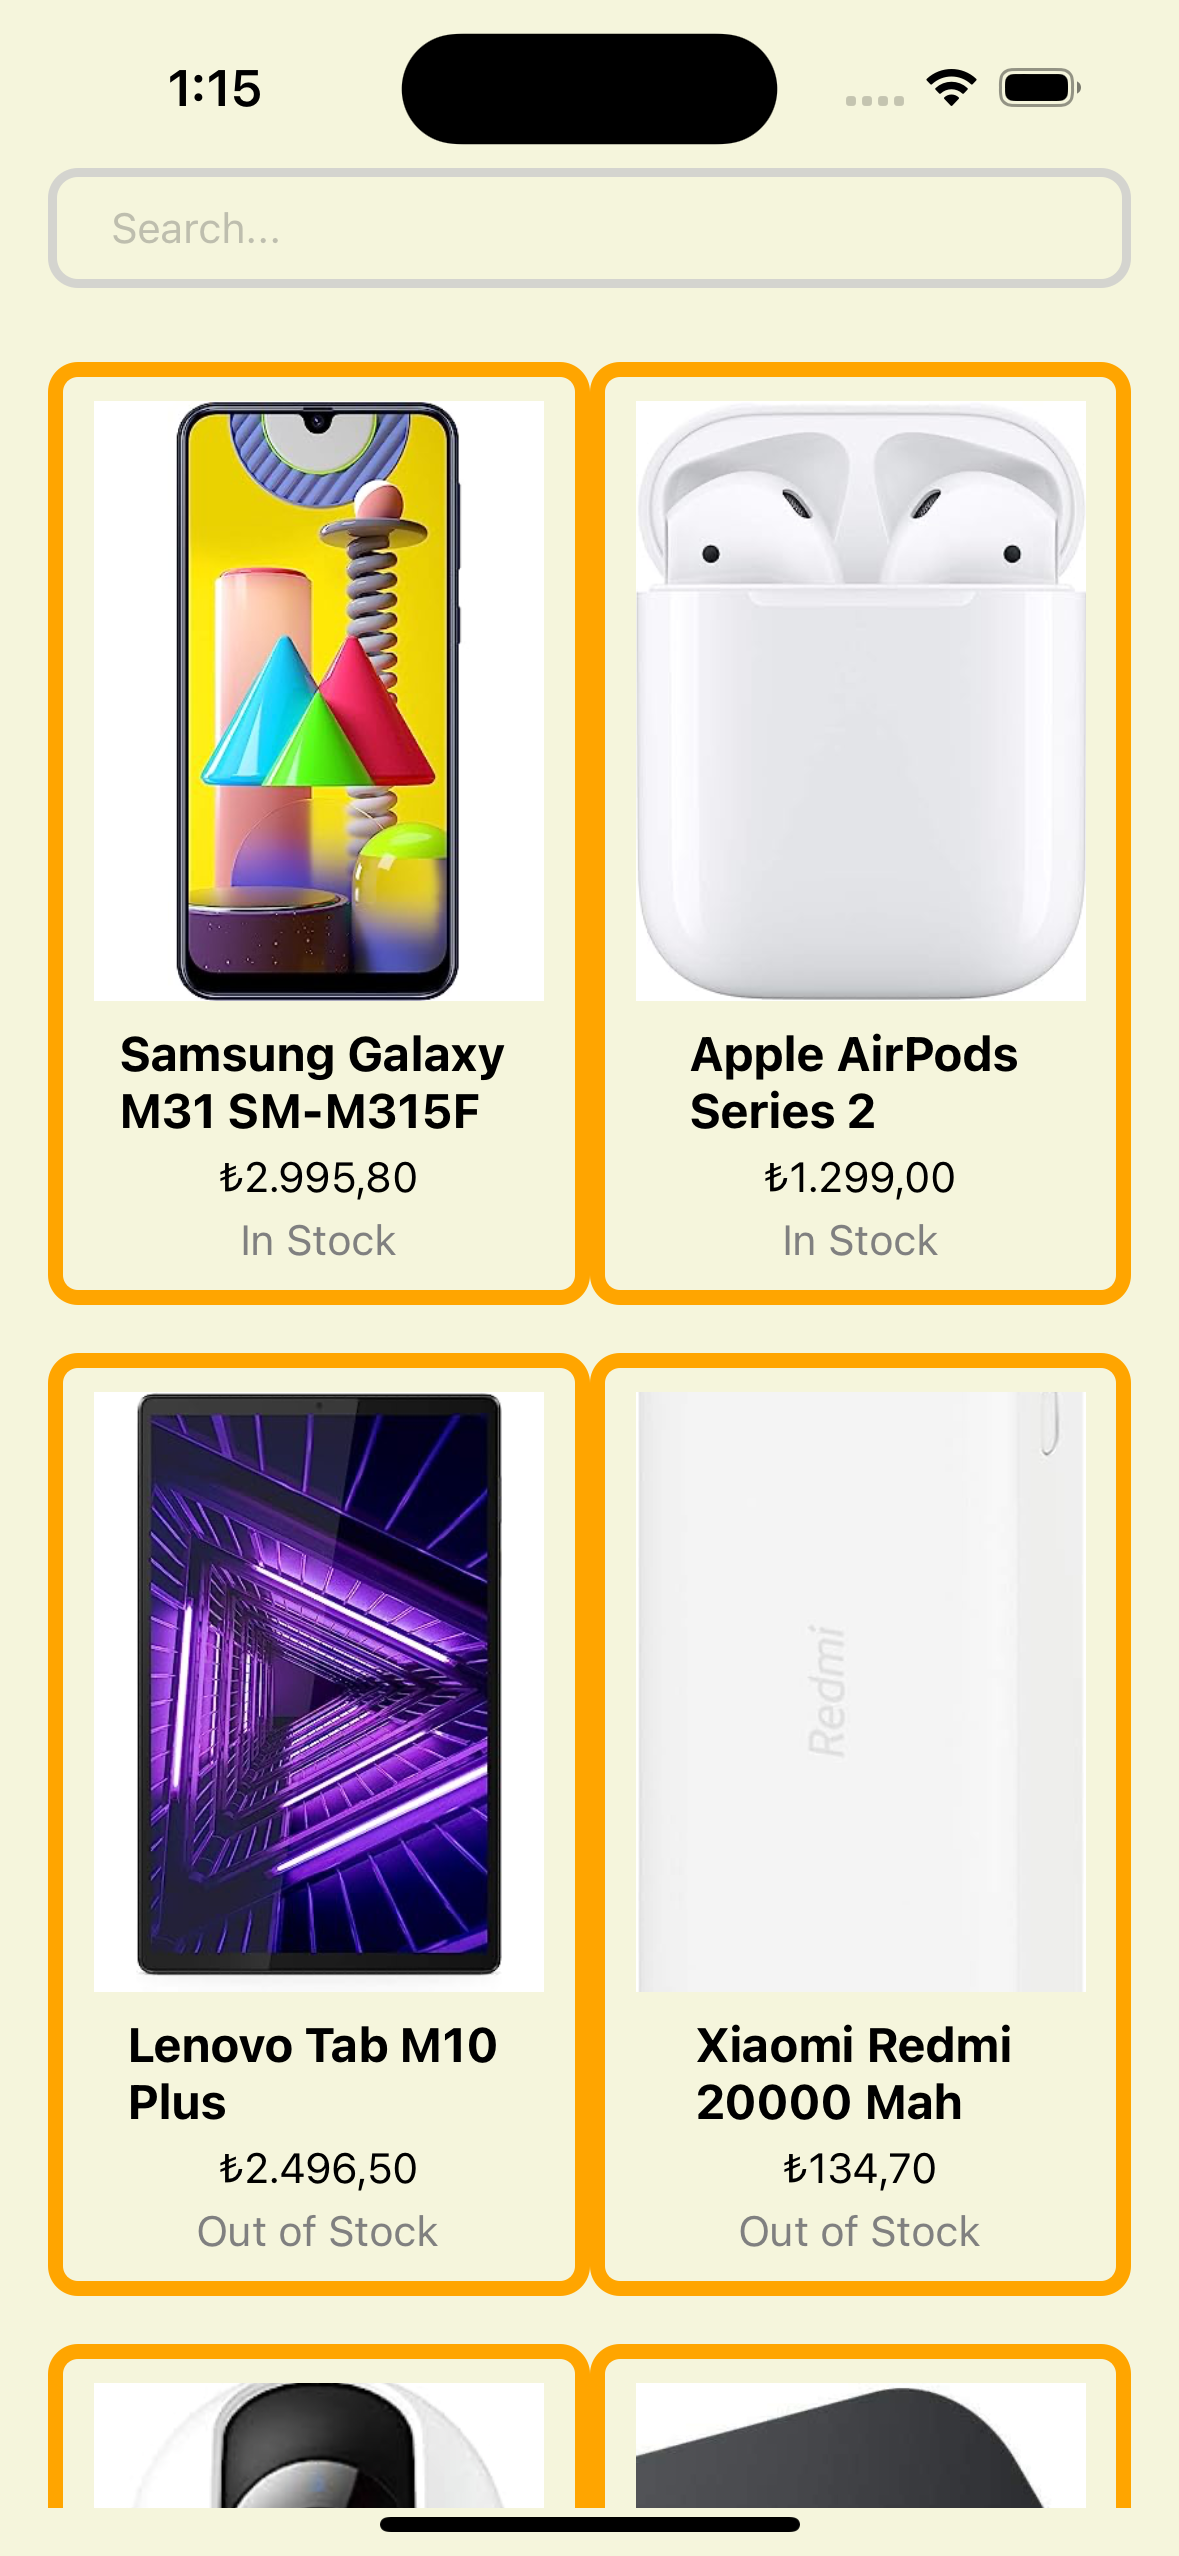 1:15
Search...
Samsung Galaxy
M31 SM-M315F
₺2.995,80
In Stock
Apple AirPods
Series 2
₺1.299,00
In Stock
Redmi
Lenovo Tab M10
Plus
₺2.496,50
Out of Stock
Xiaomi Redmi
20000 Mah
₺134,70
Out of Stock